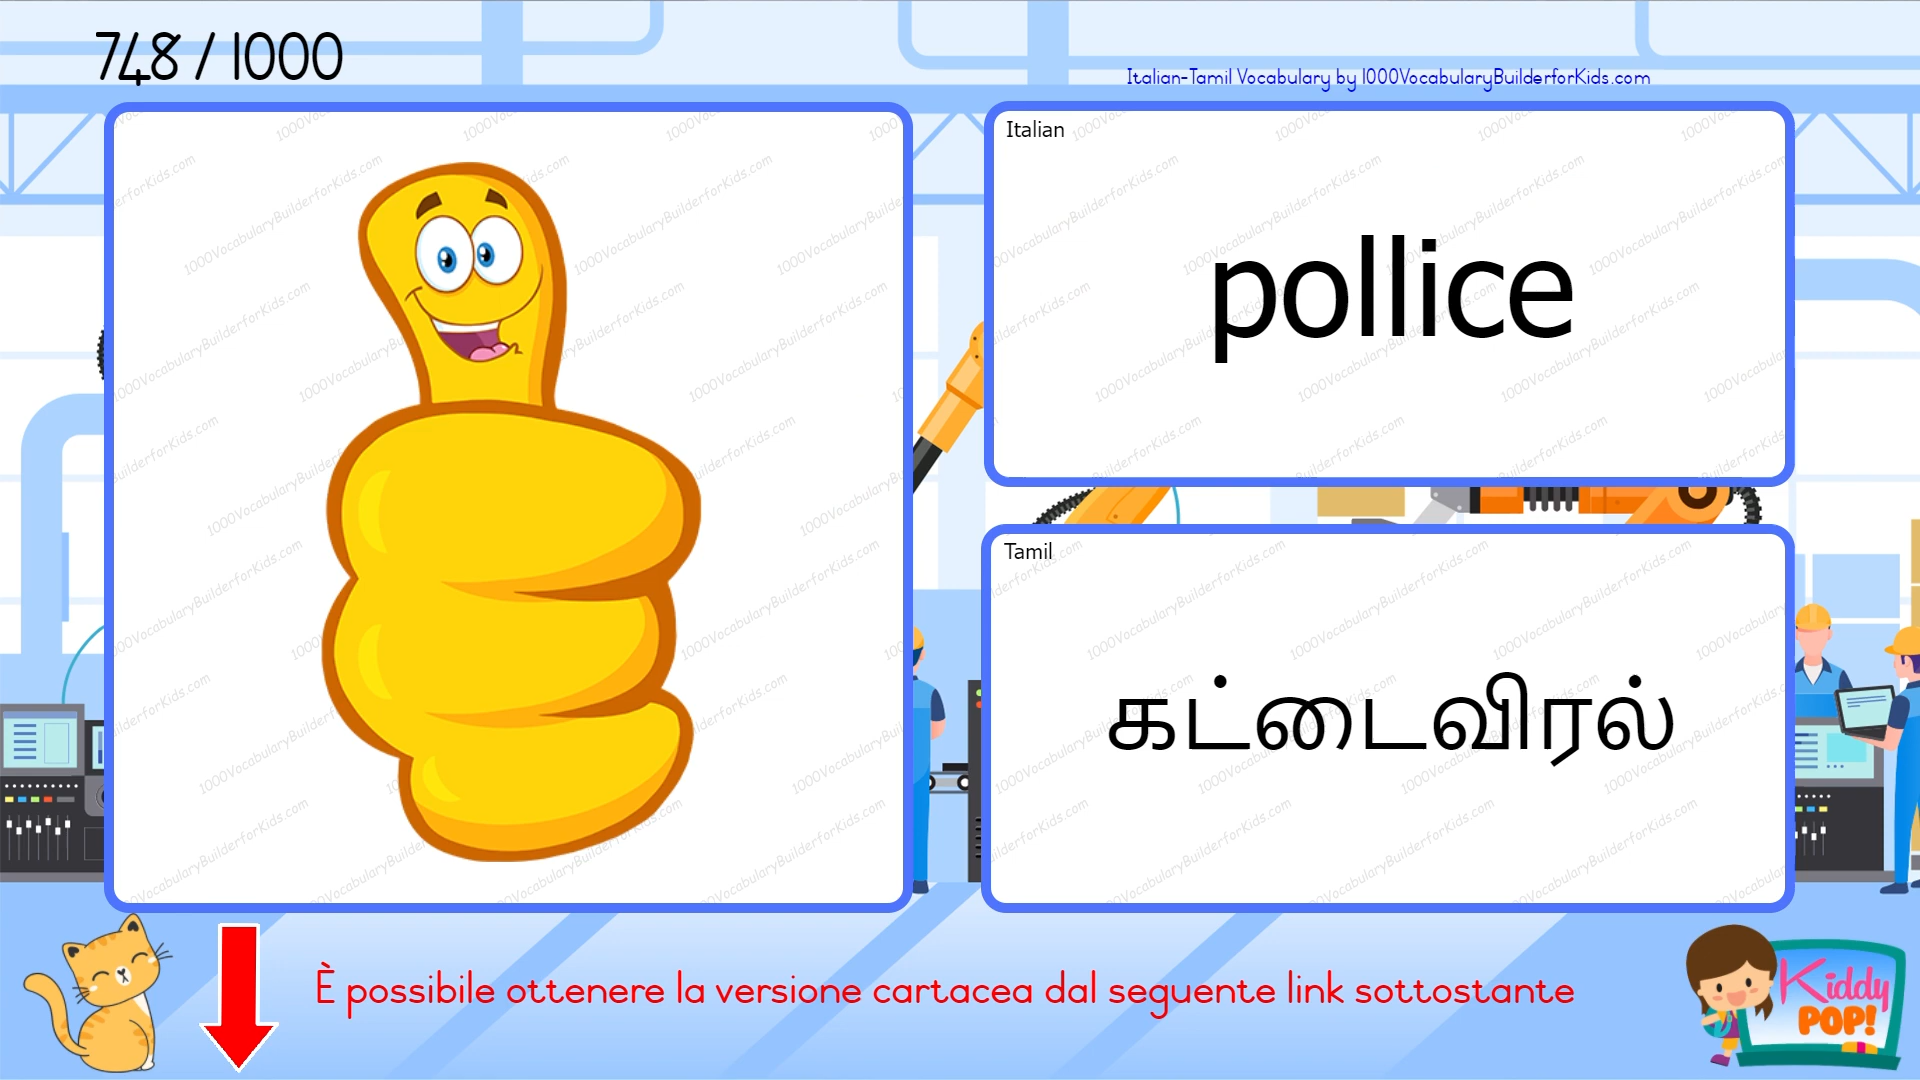 748 / 1000
Italian-Tamil Vocabulary by 1000VocabularyBuilderforKids.com
Italian
pollice
Tamil
கட்டைவிரல்
È possibile ottenere la versione cartacea dal seguente link sottostante
Kiddy
POP!